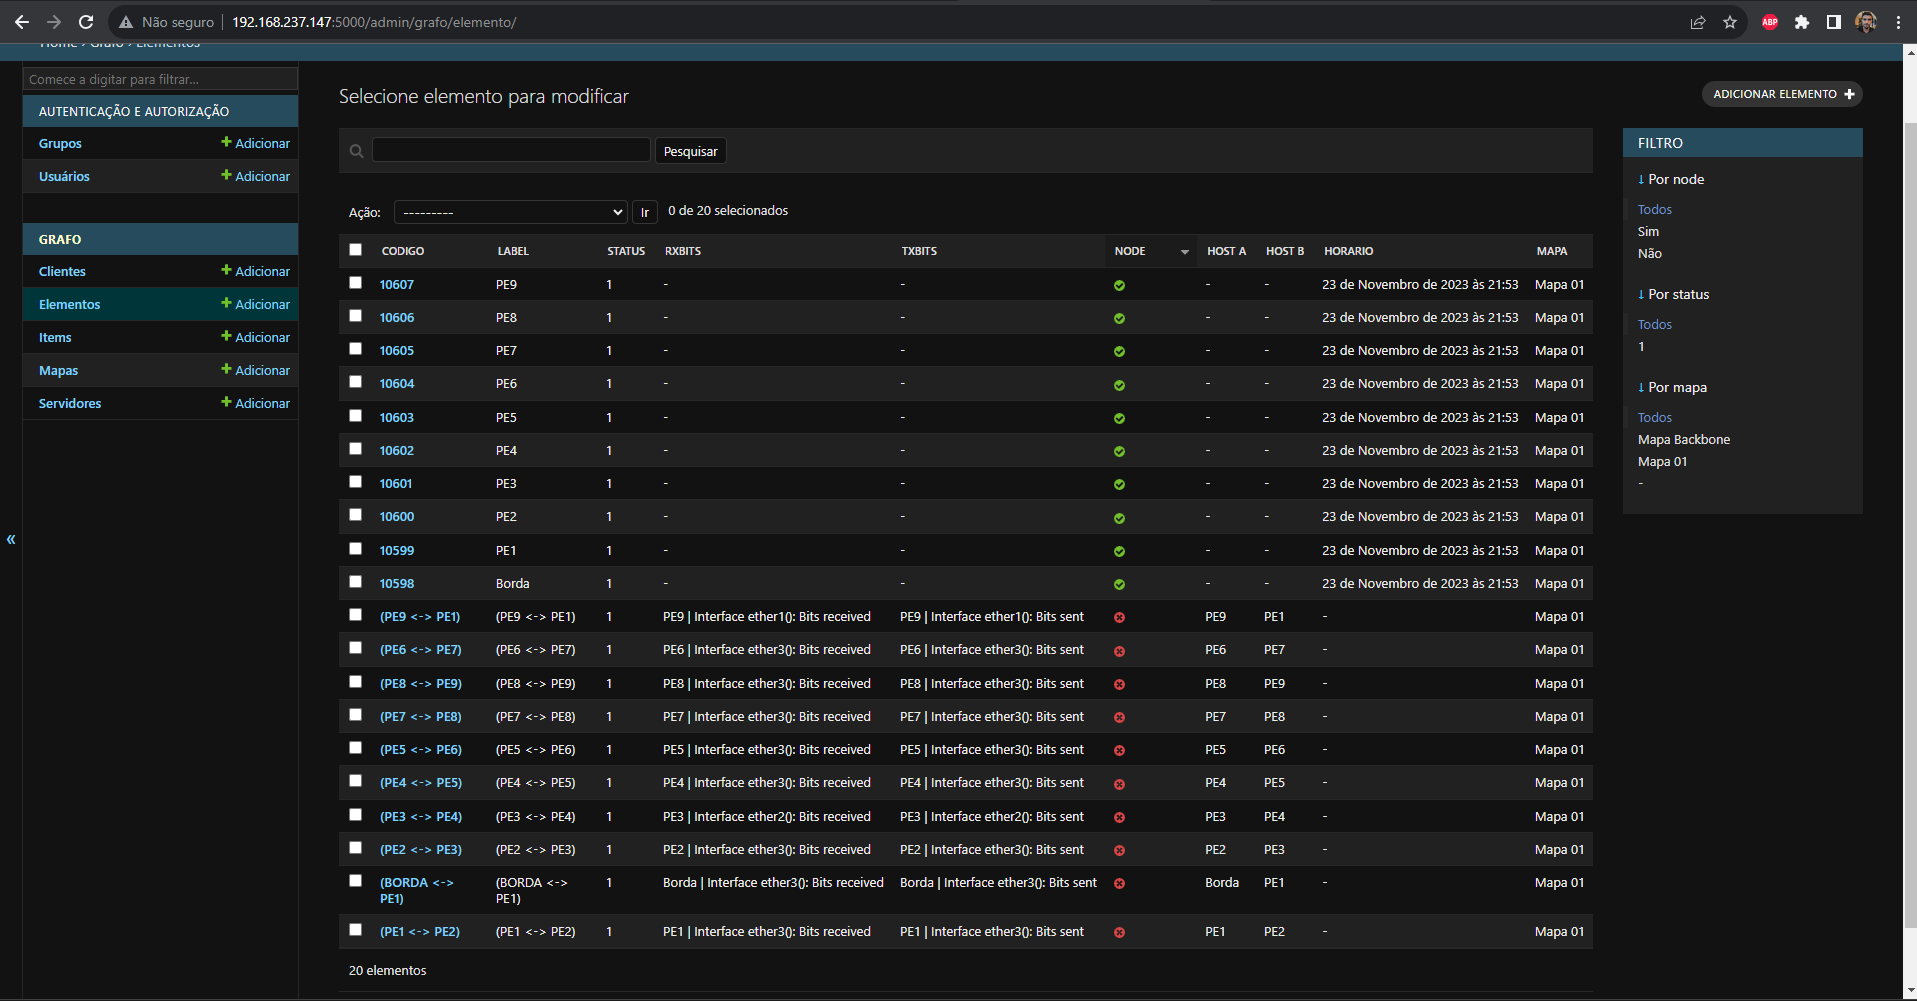 Não seguro | 192.168.237.147:5000/admin/grafo/elemento/
ABP
Home › Grafo › Elementos
Comece a digitar para filtrar...
AUTENTICAÇÃO E AUTORIZAÇÃO
Grupos Adicionar
Usuários Adicionar
GRAFO
Clientes Adicionar
Elementos Adicionar
Items Adicionar
Mapas Adicionar
Servidores Adicionar
«
Selecione elemento para modificar
ADICIONAR ELEMENTO
Pesquisar
Ação: --------- Ir 0 de 20 selecionados
CODIGO LABEL STATUS RXBITS TXBITS NODE HOST A HOST B HORARIO MAPA
10607 PE9 1 - - - - 23 de Novembro de 2023 às 21:53 Mapa 01
10606 PE8 1 - - - - 23 de Novembro de 2023 às 21:53 Mapa 01
10605 PE7 1 - - - - 23 de Novembro de 2023 às 21:53 Mapa 01
10604 PE6 1 - - - - 23 de Novembro de 2023 às 21:53 Mapa 01
10603 PE5 1 - - - - 23 de Novembro de 2023 às 21:53 Mapa 01
10602 PE4 1 - - - - 23 de Novembro de 2023 às 21:53 Mapa 01
10601 PE3 1 - - - - 23 de Novembro de 2023 às 21:53 Mapa 01
10600 PE2 1 - - - - 23 de Novembro de 2023 às 21:53 Mapa 01
10599 PE1 1 - - - - 23 de Novembro de 2023 às 21:53 Mapa 01
10598 Borda 1 - - - - 23 de Novembro de 2023 às 21:53 Mapa 01
(PE9 <-> PE1) (PE9 <-> PE1) 1 PE9 | Interface ether1(): Bits received PE9 | Interface ether1(): Bits sent PE9 PE1 - Mapa 01
(PE6 <-> PE7) (PE6 <-> PE7) 1 PE6 | Interface ether3(): Bits received PE6 | Interface ether3(): Bits sent PE6 PE7 - Mapa 01
(PE8 <-> PE9) (PE8 <-> PE9) 1 PE8 | Interface ether3(): Bits received PE8 | Interface ether3(): Bits sent PE8 PE9 - Mapa 01
(PE7 <-> PE8) (PE7 <-> PE8) 1 PE7 | Interface ether3(): Bits received PE7 | Interface ether3(): Bits sent PE7 PE8 - Mapa 01
(PE5 <-> PE6) (PE5 <-> PE6) 1 PE5 | Interface ether3(): Bits received PE5 | Interface ether3(): Bits sent PE5 PE6 - Mapa 01
(PE4 <-> PE5) (PE4 <-> PE5) 1 PE4 | Interface ether3(): Bits received PE4 | Interface ether3(): Bits sent PE4 PE5 - Mapa 01
(PE3 <-> PE4) (PE3 <-> PE4) 1 PE3 | Interface ether2(): Bits received PE3 | Interface ether2(): Bits sent PE3 PE4 - Mapa 01
(PE2 <-> PE3) (PE2 <-> PE3) 1 PE2 | Interface ether3(): Bits received PE2 | Interface ether3(): Bits sent PE2 PE3 - Mapa 01
(BORDA <-> (BORDA <-> 1 Borda | Interface ether3(): Bits received Borda | Interface ether3(): Bits sent Borda PE1 - Mapa 01
PE1) PE1)
(PE1 <-> PE2) (PE1 <-> PE2) 1 PE1 | Interface ether3(): Bits received PE1 | Interface ether3(): Bits sent PE1 PE2 - Mapa 01
20 elementos
FILTRO
↓ Por node
Todos
Sim
Não
↓ Por status
Todos
1
↓ Por mapa
Todos
Mapa Backbone
Mapa 01
-